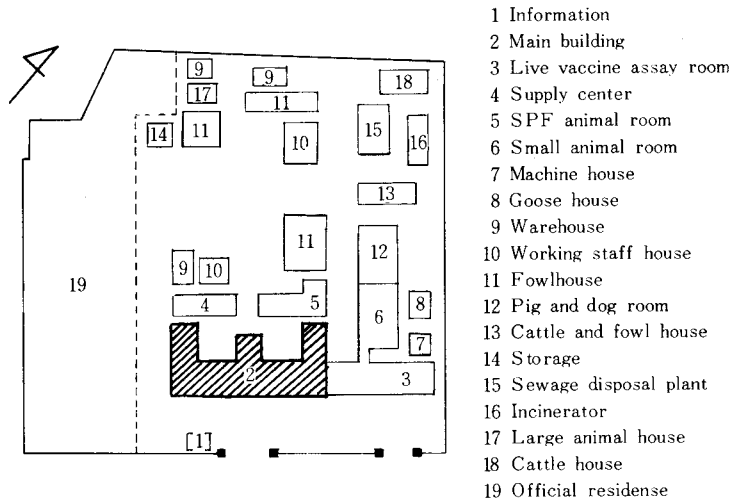 9
9
18
17
11
11
15
16
14
10
13
11
12
9
10
19
4
5
8
6
7
2
3
[1]
1 Information
2 Main building
3 Live vaccine assay room
4 Supply center
5 SPF animal room
6 Small animal room
7 Machine house
8 Goose house
9 Warehouse
10 Working staff house
11 Fowlhouse
12 Pig and dog room
13 Cattle and fowl house
14 Storage
15 Sewage disposal plant
16 Incinerator
17 Large animal house
18 Cattle house
19 Official residense